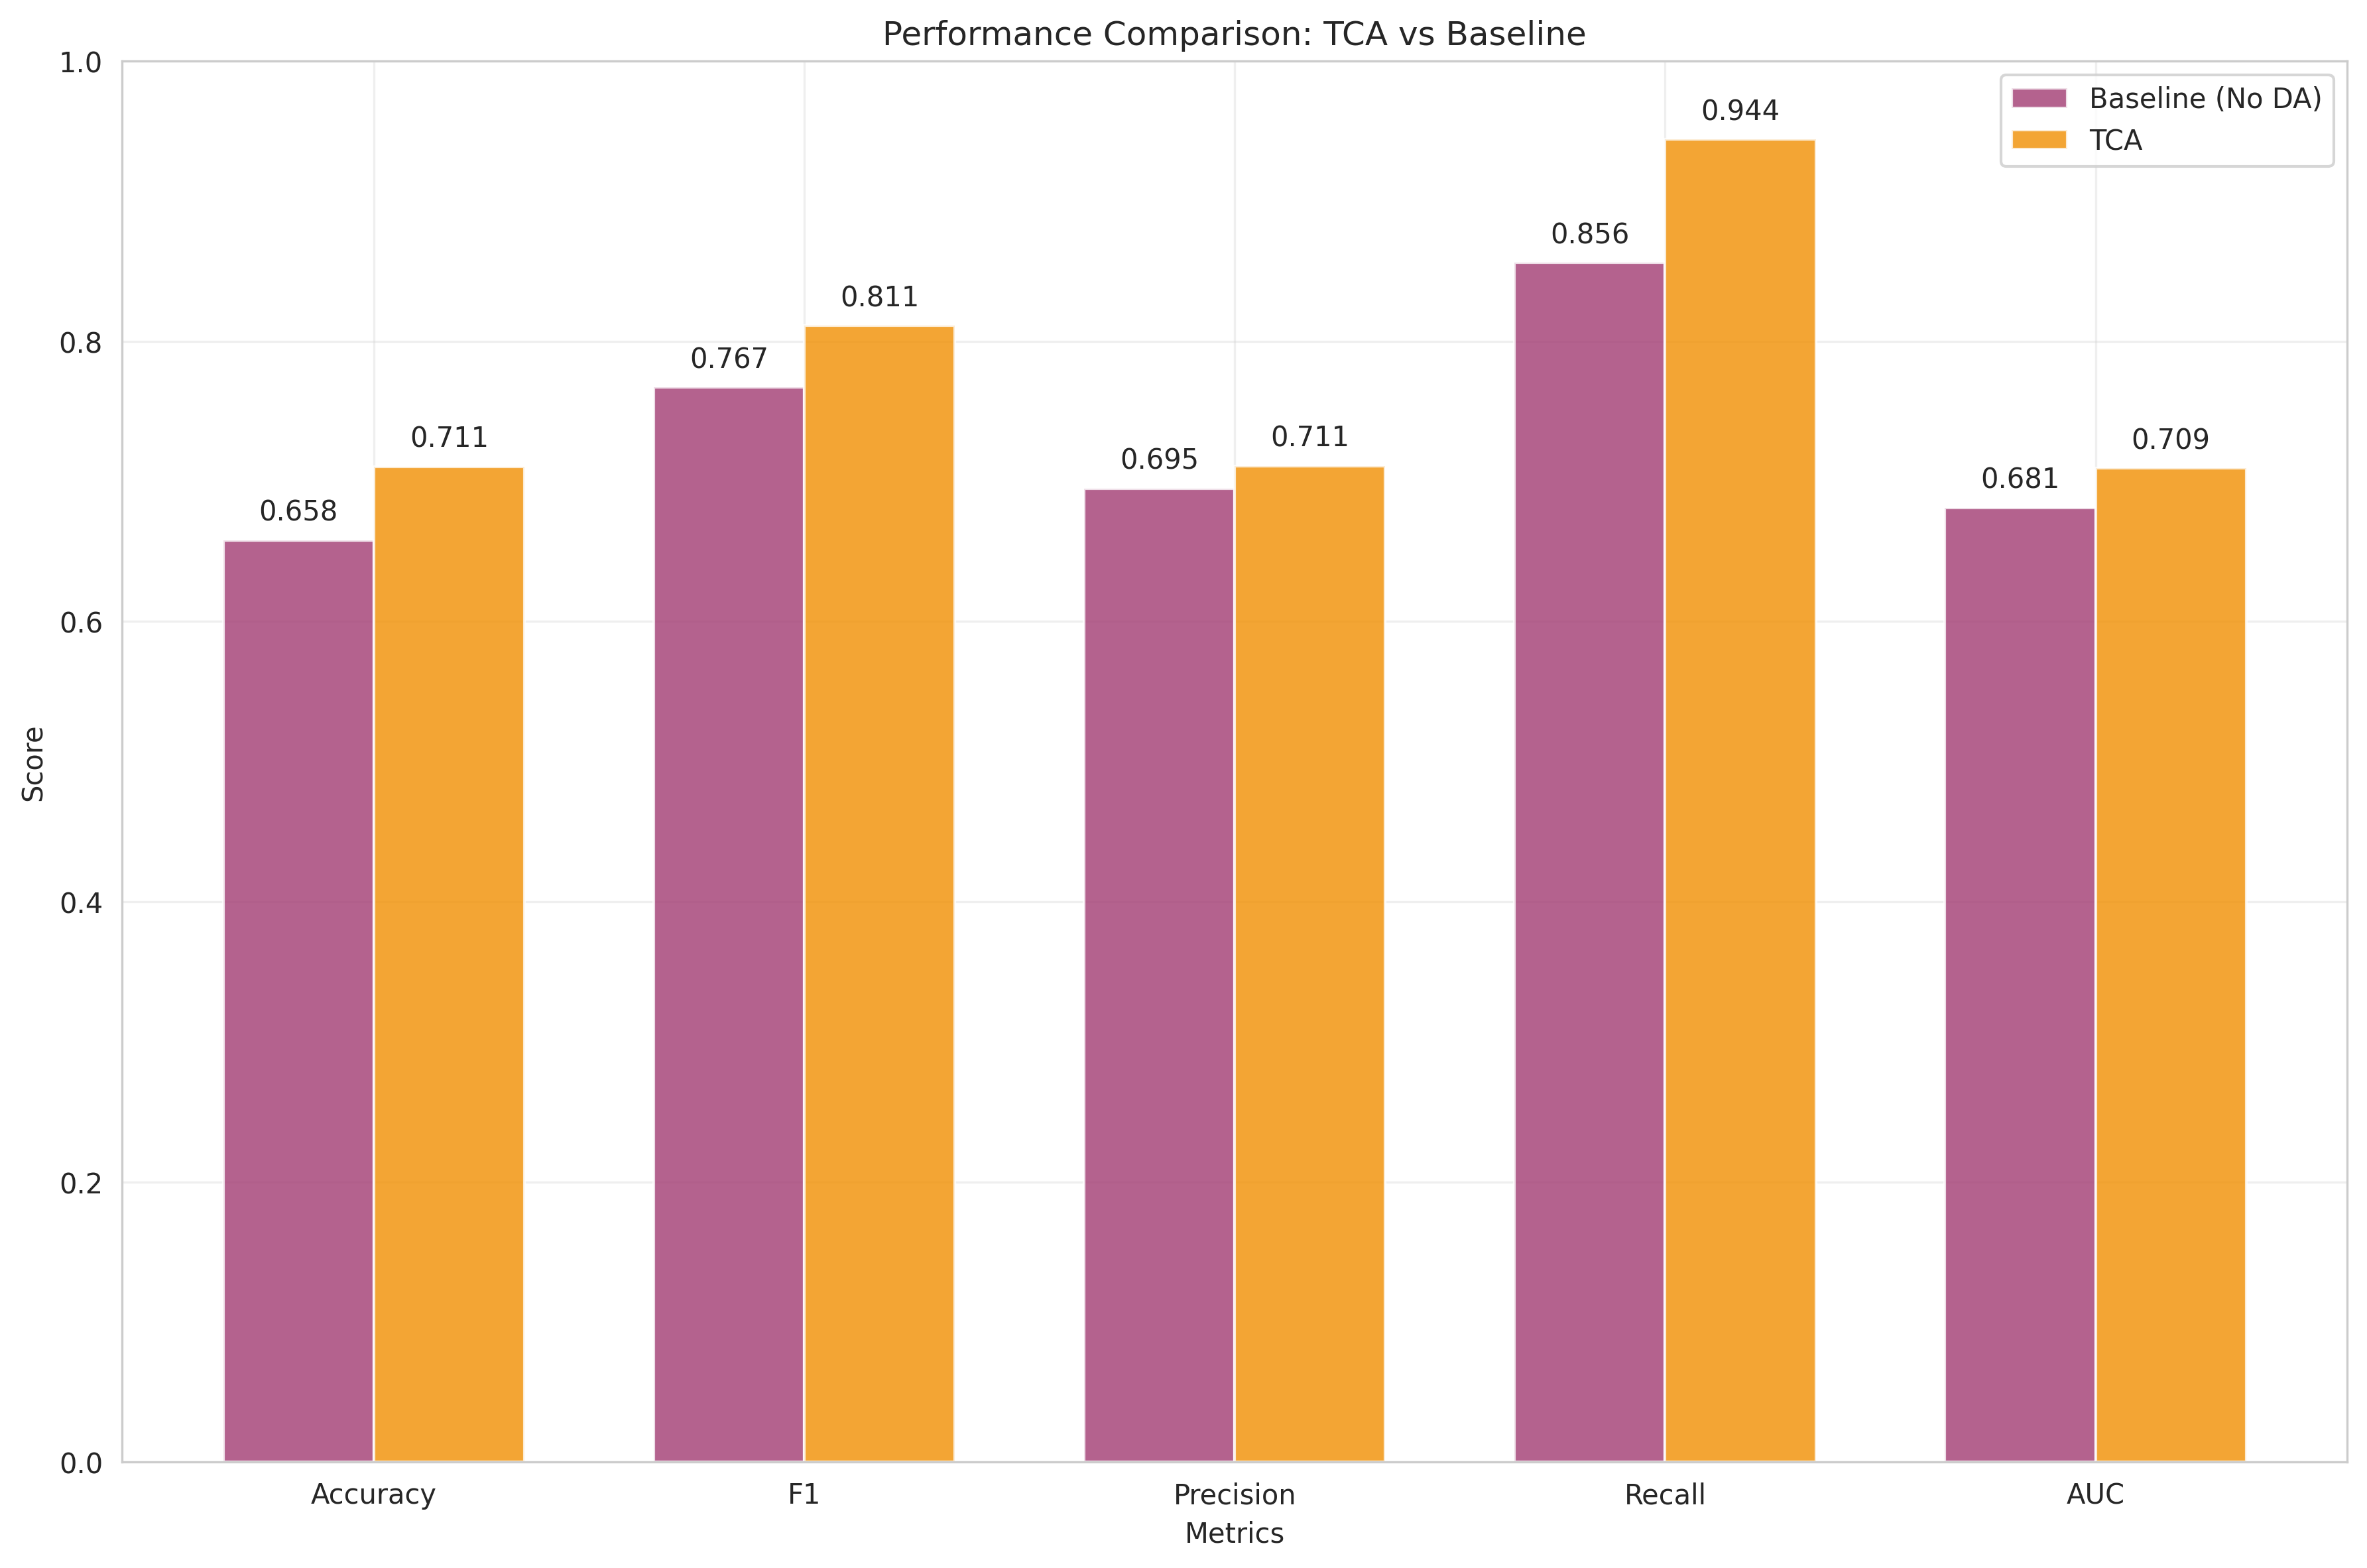 Performance Comparison: TCA vs Baseline
Baseline (No DA)
TCA
Score
1.0
0.8
0.6
0.4
0.2
0.0
0.658
0.711
0.767
0.811
0.695
0.711
0.856
0.944
0.681
0.709
Accuracy
F1
Precision
Recall
AUC
Metrics